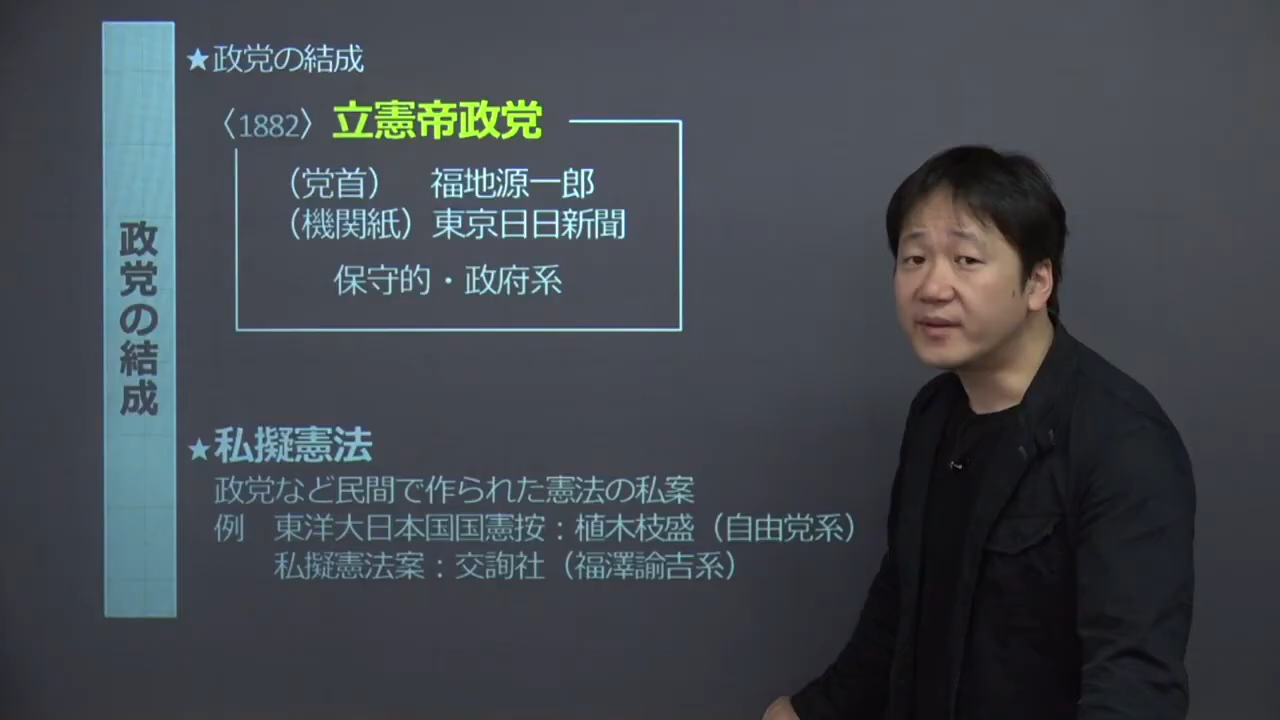 政党の結成
★政党の結成
〈1882〉立憲帝政党
（党首）　福地源一郎
（機関紙）東京日日新聞
保守的・政府系
★私擬憲法
政党など民間で作られた憲法の私案
例　東洋大日本国国憲按：植木枝盛（自由党系）
私擬憲法案：交詢社（福澤諭吉系）